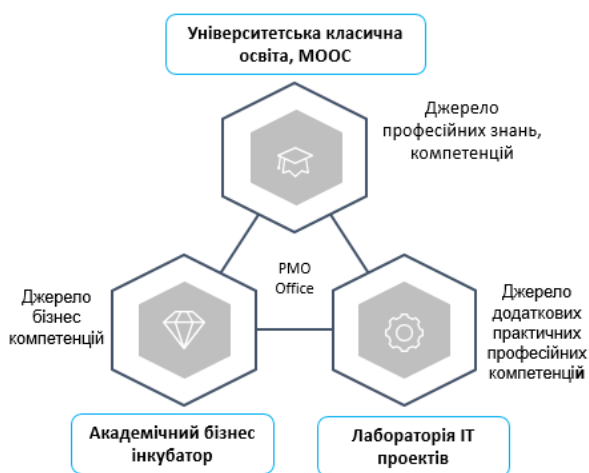 Університетська класична
освіта, МООС
Джерело
професійних знань,
компетенцій
PMO
Office
Джерело
бізнес
компетенцій
Джерело
додаткових
практичних
професійних
компетенцій
Академічний бізнес
інкубатор
Лабораторія ІТ
проектів